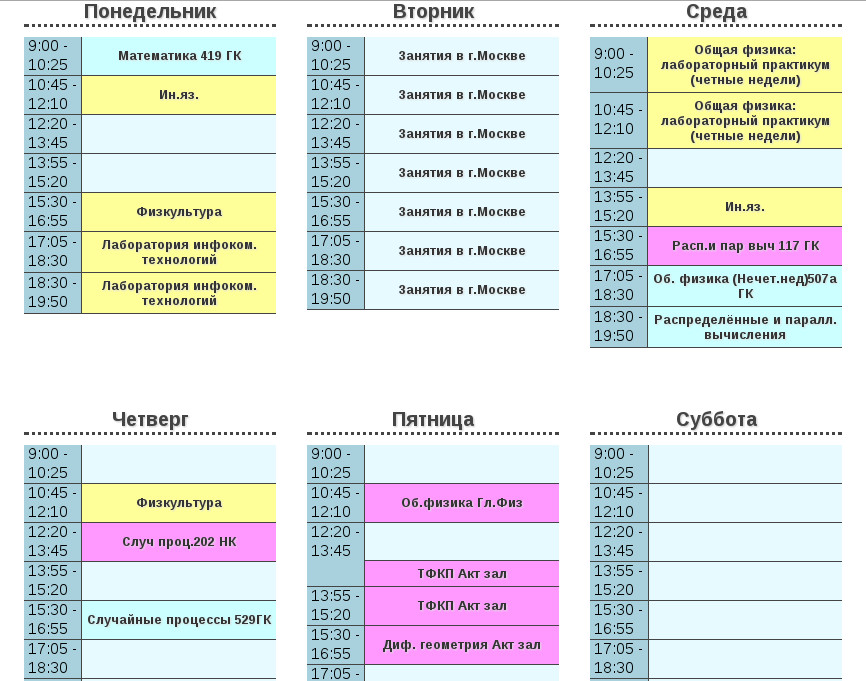 Понедельник
9:00 -
10:25
Математика 419 ГК
10:45 -
12:10
Ин.яз.
12:20 -
13:45
13:55 -
15:20
15:30 -
16:55
Физкультура
17:05 -
18:30
Лаборатория инфоком.
технологий
18:30 -
19:50
Лаборатория инфоком.
технологий
Вторник
9:00 -
10:25
Занятия в г.Москве
10:45 -
12:10
Занятия в г.Москве
12:20 -
13:45
Занятия в г.Москве
13:55 -
15:20
Занятия в г.Москве
15:30 -
16:55
Занятия в г.Москве
17:05 -
18:30
Занятия в г.Москве
18:30 -
19:50
Занятия в г.Москве
Среда
9:00 -
10:25
Общая физика:
лабораторный практикум
(четные недели)
10:45 -
12:10
Общая физика:
лабораторный практикум
(четные недели)
12:20 -
13:45
13:55 -
15:20
Ин.яз.
15:30 -
16:55
Расп.и пар выч 117 ГК
17:05 -
18:30
Об. физика (Нечет.нед)507а
ГК
18:30 -
19:50
Распределённые и паралл.
вычисления
Четверг
9:00 -
10:25
10:45 -
12:10
Физкультура
12:20 -
13:45
Случ проц.202 НК
13:55 -
15:20
15:30 -
16:55
Случайные процессы 529ГК
17:05 -
18:30
Пятница
9:00 -
10:25
10:45 -
12:10
Об.физика Гл.Физ
12:20 -
13:45
ТФКП Акт зал
13:55 -
15:20
ТФКП Акт зал
15:30 -
16:55
Диф. геометрия Акт зал
17:05 -
Суббота
9:00 -
10:25
10:45 -
12:10
12:20 -
13:45
13:55 -
15:20
15:30 -
16:55
17:05 -
18:30